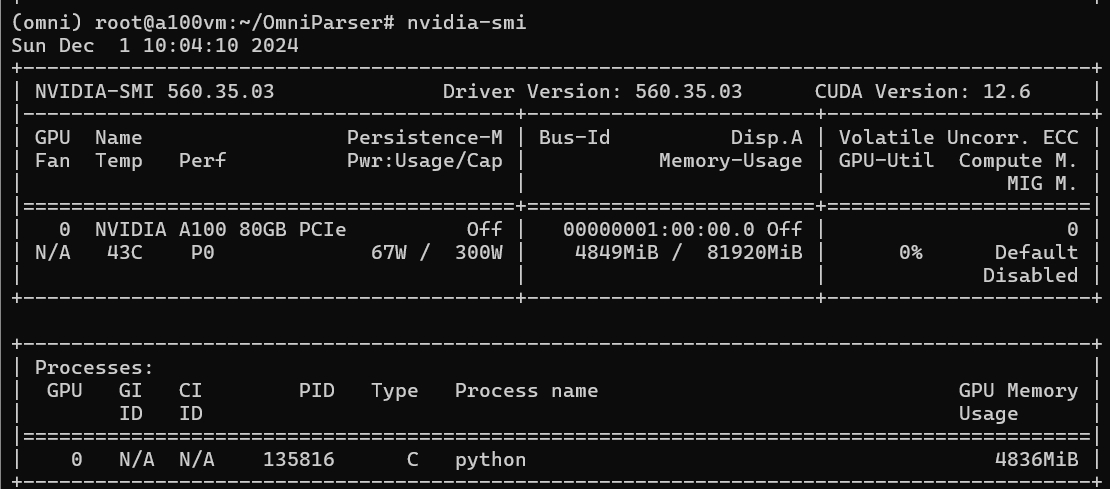 (omni) root@a100vm:~/OmniParser# nvidia-smi
Sun Dec  1 10:04:10 2024
+-----------------------------------------------------------------------------------------+
| NVIDIA-SMI 560.35.03              Driver Version: 560.35.03      CUDA Version: 12.6     |
|-----------------------------------------+------------------------+----------------------+
| GPU  Name                 Persistence-M | Bus-Id          Disp.A | Volatile Uncorr. ECC |
| Fan  Temp   Perf          Pwr:Usage/Cap |           Memory-Usage | GPU-Util  Compute M. |
|                                         |                        |               MIG M. |
|=========================================+========================+======================|
|   0  NVIDIA A100 80GB PCIe          Off |   00000001:00:00.0 Off |                    0 |
| N/A   43C    P0             67W /  300W |    4849MiB /  81920MiB |      0%      Default |
|                                         |                        |             Disabled |
+-----------------------------------------+------------------------+----------------------+

+-----------------------------------------------------------------------------------------+
| Processes:                                                                              |
|  GPU   GI   CI        PID   Type   Process name                              GPU Memory |
|        ID   ID                                                               Usage      |
|=========================================================================================|
|    0   N/A  N/A    135816      C   python                                       4836MiB |
+-----------------------------------------------------------------------------------------+